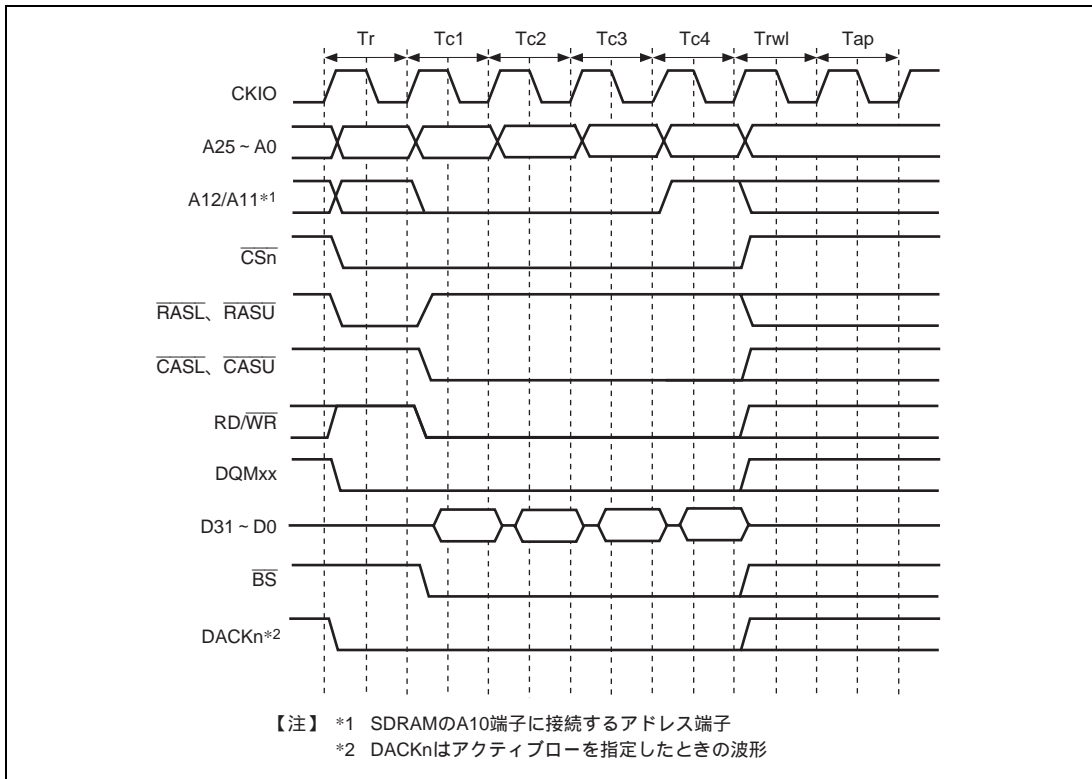 Tr Tc1 Tc2 Tc3 Tc4 Trwl Tap
CKIO
A25～A0
A12/A11*1
CSn
RASL、RASU
CASL、CASU
RD/WR
DQMxx
D31～D0
BS
DACKn*2
【注】 *1 SDRAMのA10端子に接続するアドレス端子
*2 DACKnはアクティブローを指定したときの波形